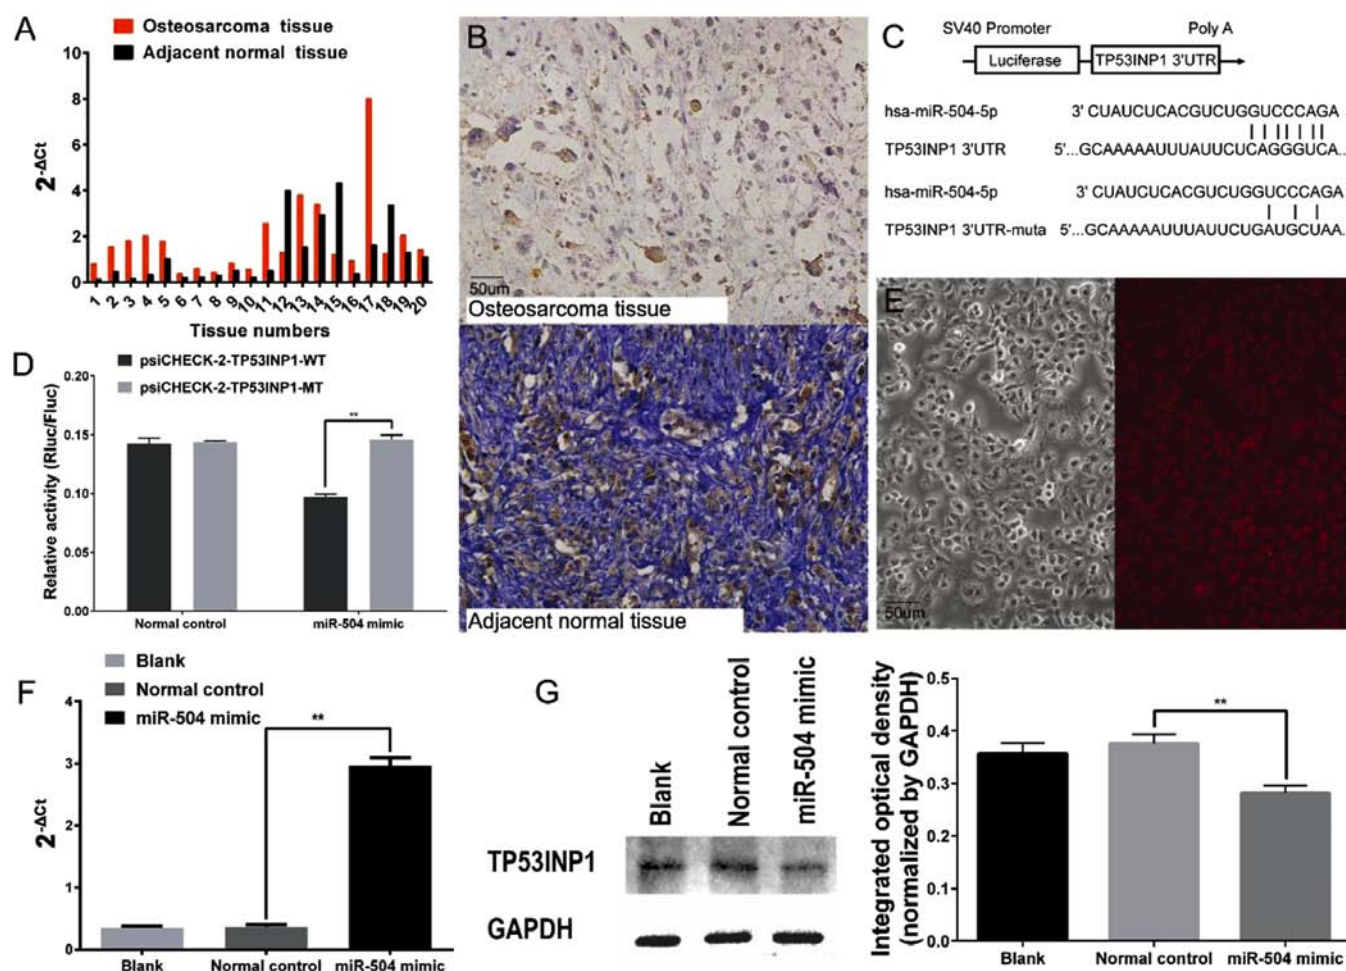 A
Osteosarcoma tissue
Adjacent normal tissue
10
8
6
4
2
0
2-ΔCt
1 2 3 4 5 6 7 8 9 10 11 12 13 14 15 16 17 18 19 20
Tissue numbers
B
50um
Osteosarcoma tissue
Adjacent normal tissue
C
SV40 Promoter Poly A
Luciferase TP53INP1 3'UTR
hsa-miR-504-5p 3' CUAUCUCACGUCUGGUCCCAGA
TP53INP1 3'UTR 5'...GCAAAAAUUUAUUCUCAGGGUCA..
hsa-miR-504-5p 3' CUAUCUCACGUCUGGUCCCAGA
TP53INP1 3'UTR-muta 5'...GCAAAAAUUUAUUCUGAUGCUAA..
D
psiCHECK-2-TP53INP1-WT
psiCHECK-2-TP53INP1-MT
0.20
0.15
0.10
0.05
0.00
Relative activity (Rluc/Fluc)
**
Normal control miR-504 mimic
E
50um
F
Blank
Normal control
miR-504 mimic
4
3
2
1
0
2-ΔCt
**
Blank Normal control miR-504 mimic
G
Blank
Normal control
miR-504 mimic
TP53INP1
GAPDH
Integrated optical density
(normalized by GAPDH)
0.5
0.4
0.3
0.2
0.1
0.0
**
Blank Normal control miR-504 mimic